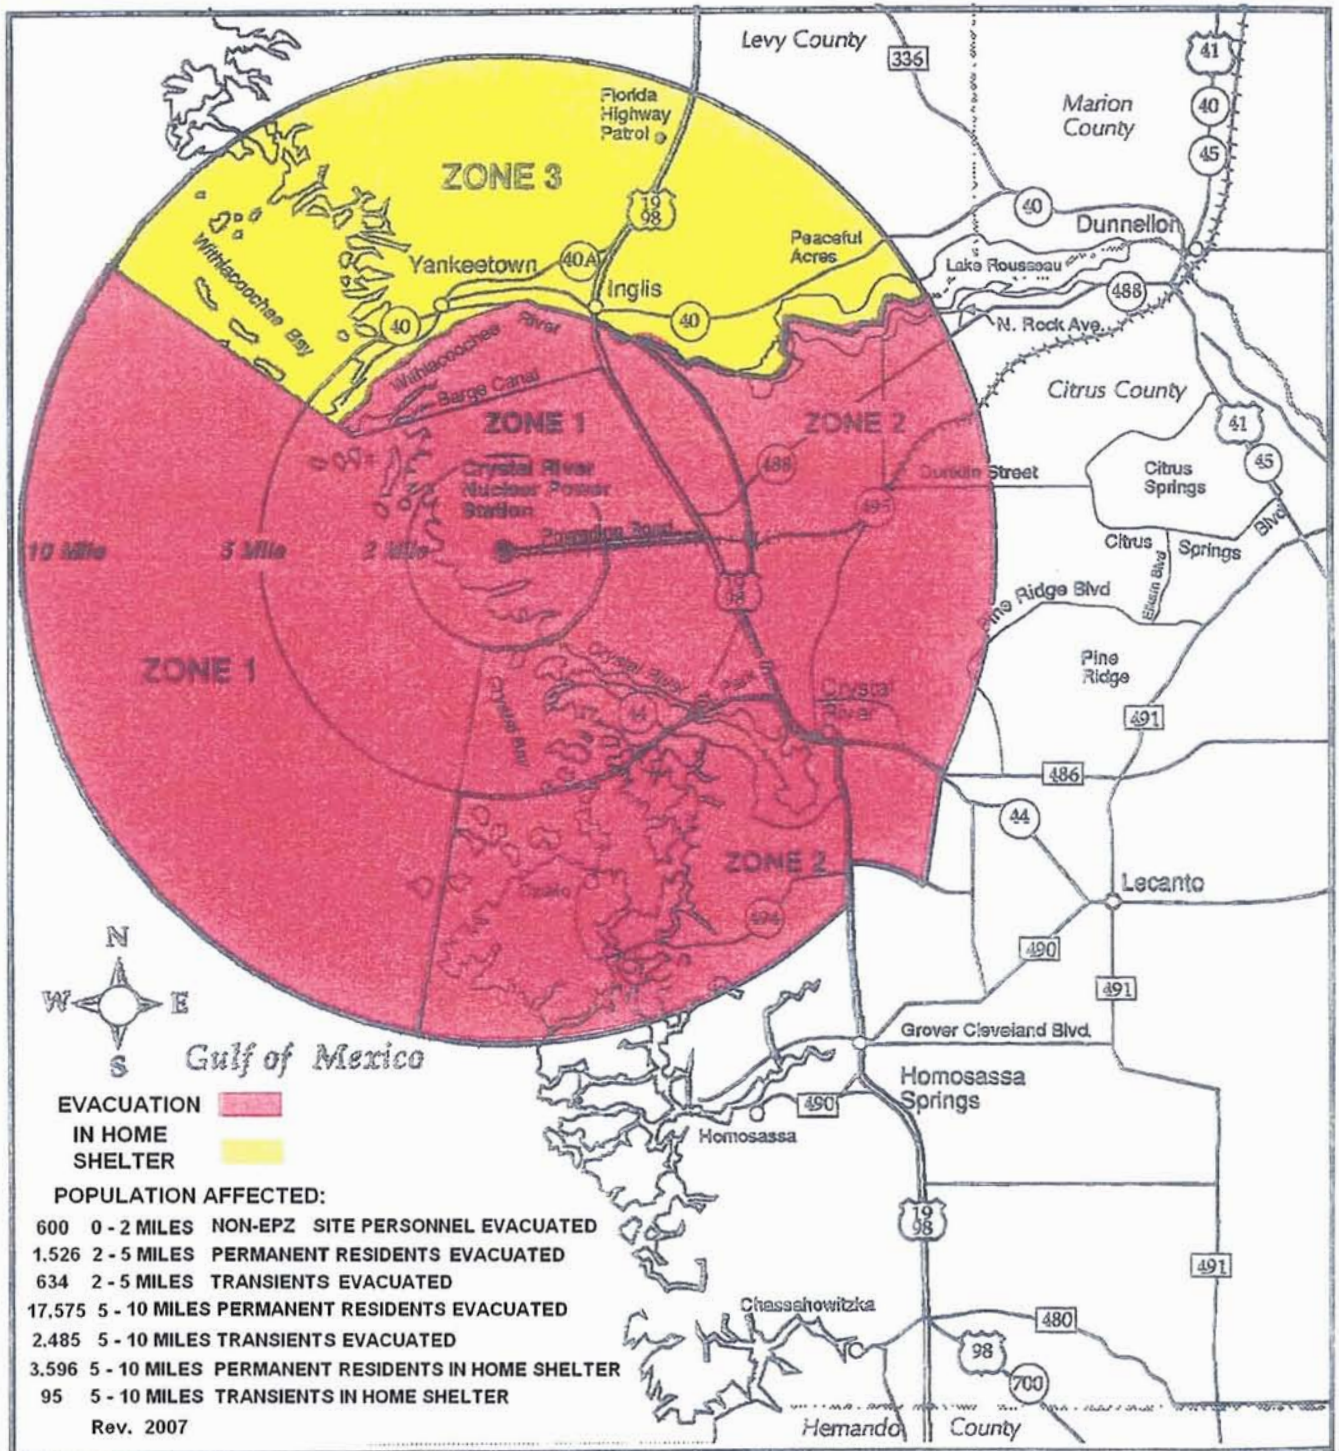 Levy County
336
41
40
45
Marion
County
Florida
Highway
Patrol
ZONE 3
19
98
40
Dunnellon
Peaceful
Acres
Withlacoochee Bay
Yankeetown
40A
Inglis
Lake Rousseau
488
40
40
N. Rock Ave.
Withlacoochee River
Barge Canal
Citrus County
ZONE 1
ZONE 2
41
45
488
Crystal River
Nuclear Power
Station
Dunklin Street
Citrus
Springs
495
10 Mile
5 Mile
2 Mile
Powerline Road
Citrus Springs Blvd
Elkcam Blvd
19
98
Pine Ridge Blvd
ZONE 1
Crystal River
Crystal Bay
Park
Pine
Ridge
Crystal
River
44
491
486
44
ZONE 2
Lecanto
494
490
491
N
W
E
S
Gulf of Mexico
Grover Cleveland Blvd.
Homosassa
Springs
490
Homosassa
EVACUATION
IN HOME
SHELTER
POPULATION AFFECTED:
600 0 - 2 MILES NON-EPZ SITE PERSONNEL EVACUATED
1.526 2 - 5 MILES PERMANENT RESIDENTS EVACUATED
634 2 - 5 MILES TRANSIENTS EVACUATED
17,575 5 - 10 MILES PERMANENT RESIDENTS EVACUATED
2.485 5 - 10 MILES TRANSIENTS EVACUATED
3.596 5 - 10 MILES PERMANENT RESIDENTS IN HOME SHELTER
95 5 - 10 MILES TRANSIENTS IN HOME SHELTER
Rev. 2007
19
98
491
Chassahowitzka
480
98
700
Hernando County